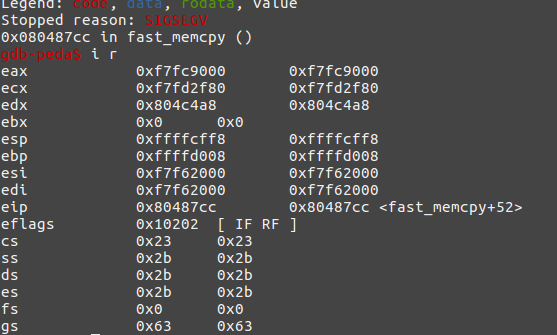 Legend: code, data, rodata, value
Stopped reason: SIGSEGV
0x080487cc in fast_memcpy ()
gdb-peda$ i r
eax 0xf7fc9000 0xf7fc9000
ecx 0xf7fd2f80 0xf7fd2f80
edx 0x804c4a8 0x804c4a8
ebx 0x0 0x0
esp 0xffffcff8 0xffffcff8
ebp 0xffffd008 0xffffd008
esi 0xf7f62000 0xf7f62000
edi 0xf7f62000 0xf7f62000
eip 0x80487cc 0x80487cc <fast_memcpy+52>
eflags 0x10202 [ IF RF ]
cs 0x23 0x23
ss 0x2b 0x2b
ds 0x2b 0x2b
es 0x2b 0x2b
fs 0x0 0x0
gs 0x63 0x63